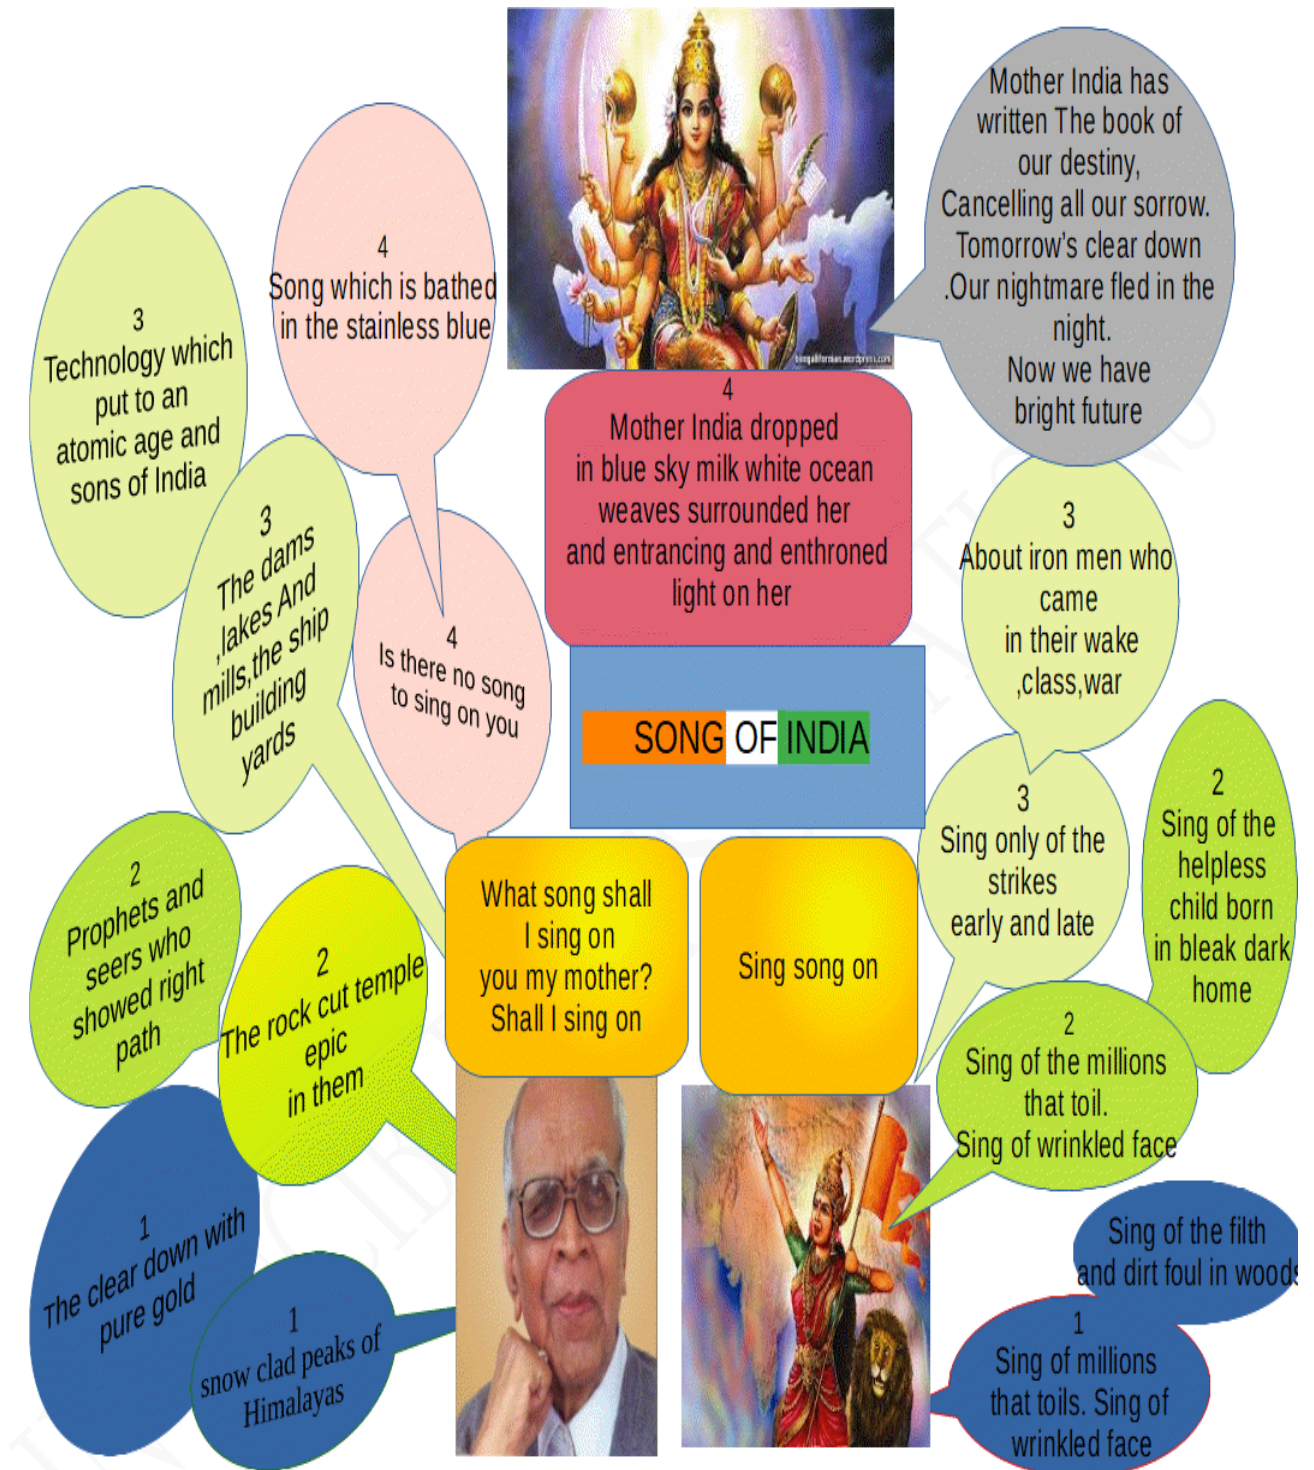 Mother India has
written The book of
our destiny,
Cancelling all our sorrow.
Tomorrow's clear down
.Our nightmare fled in the
night.
Now we have
bright future
4
Song which is bathed
in the stainless blue
3
Technology which
put to an
atomic age and
sons of India
bengalifernian.wordpress.com
4
Mother India dropped
in blue sky milk white ocean
weaves surrounded her
and entrancing and enthroned
light on her
3
The dams
,lakes And
mills,the ship
building
yards
4
Is there no song
to sing on you
SONG OF INDIA
3
About iron men who
came
in their wake
,class,war
3
Sing only of the
strikes
early and late
2
Sing of the
helpless
child born
in bleak dark
home
2
Prophets and
seers who
showed right
path
2
The rock cut temple
epic
in them
What song shall
I sing on
you my mother?
Shall I sing on
Sing song on
2
Sing of the millions
that toil.
Sing of wrinkled face
1
The clear down with
pure gold
1
snow clad peaks of
Himalayas
Sing of the filth
and dirt foul in woods
1
Sing of millions
that toils. Sing of
wrinkled face